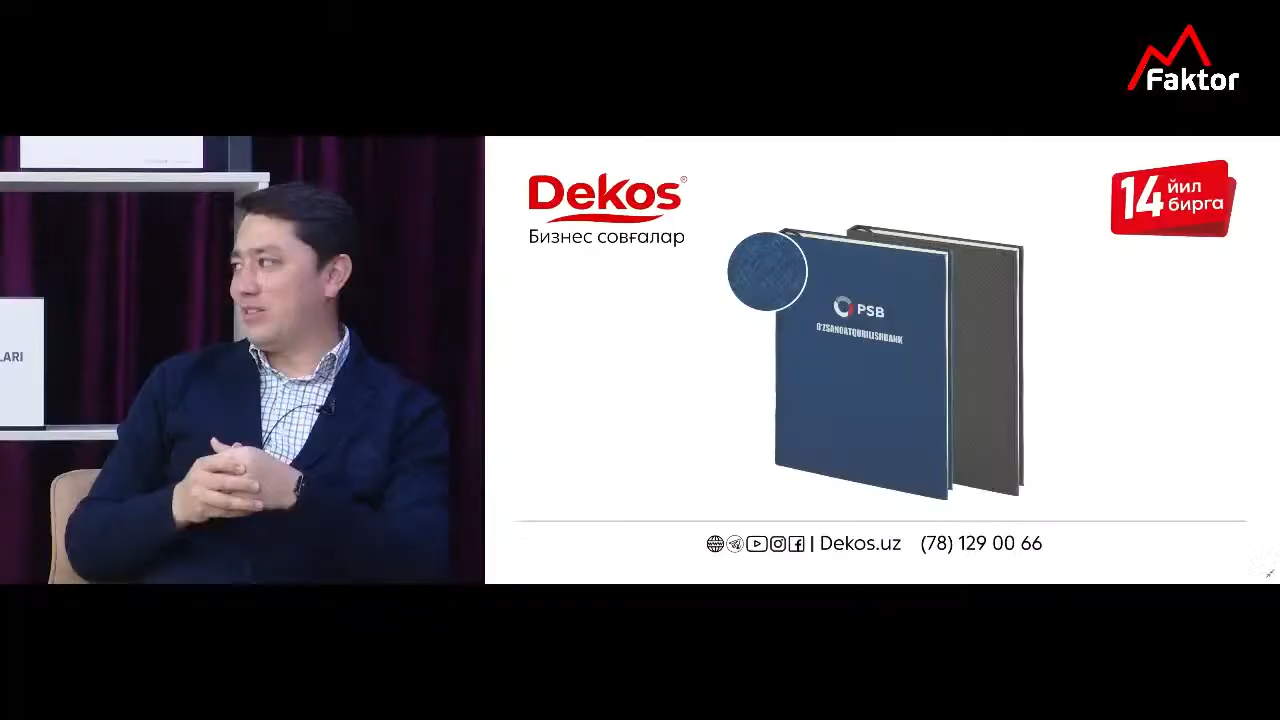 Faktor
LARI
Dekos®
Бизнес совғалар
14 йил
бирга
PSB
O'ZSANOATQURILISHBANK
| Dekos.uz (78) 129 00 66